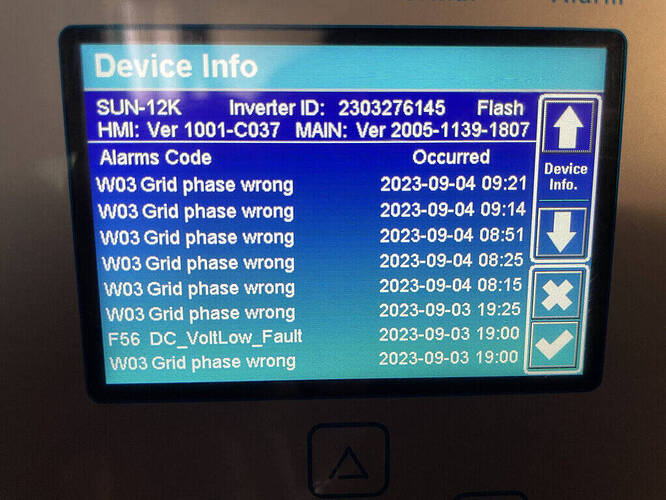 Alarm
Device Info
SUN-12K Inverter ID: 2303276145 Flash
HMI: Ver 1001-C037 MAIN: Ver 2005-1139-1807
Alarms Code Occurred
Device
Info.
W03 Grid phase wrong 2023-09-04 09:21
W03 Grid phase wrong 2023-09-04 09:14
W03 Grid phase wrong 2023-09-04 08:51
W03 Grid phase wrong 2023-09-04 08:25
W03 Grid phase wrong 2023-09-04 08:15
W03 Grid phase wrong 2023-09-03 19:25
F56 DC_VoltLow_Fault 2023-09-03 19:00
W03 Grid phase wrong 2023-09-03 19:00